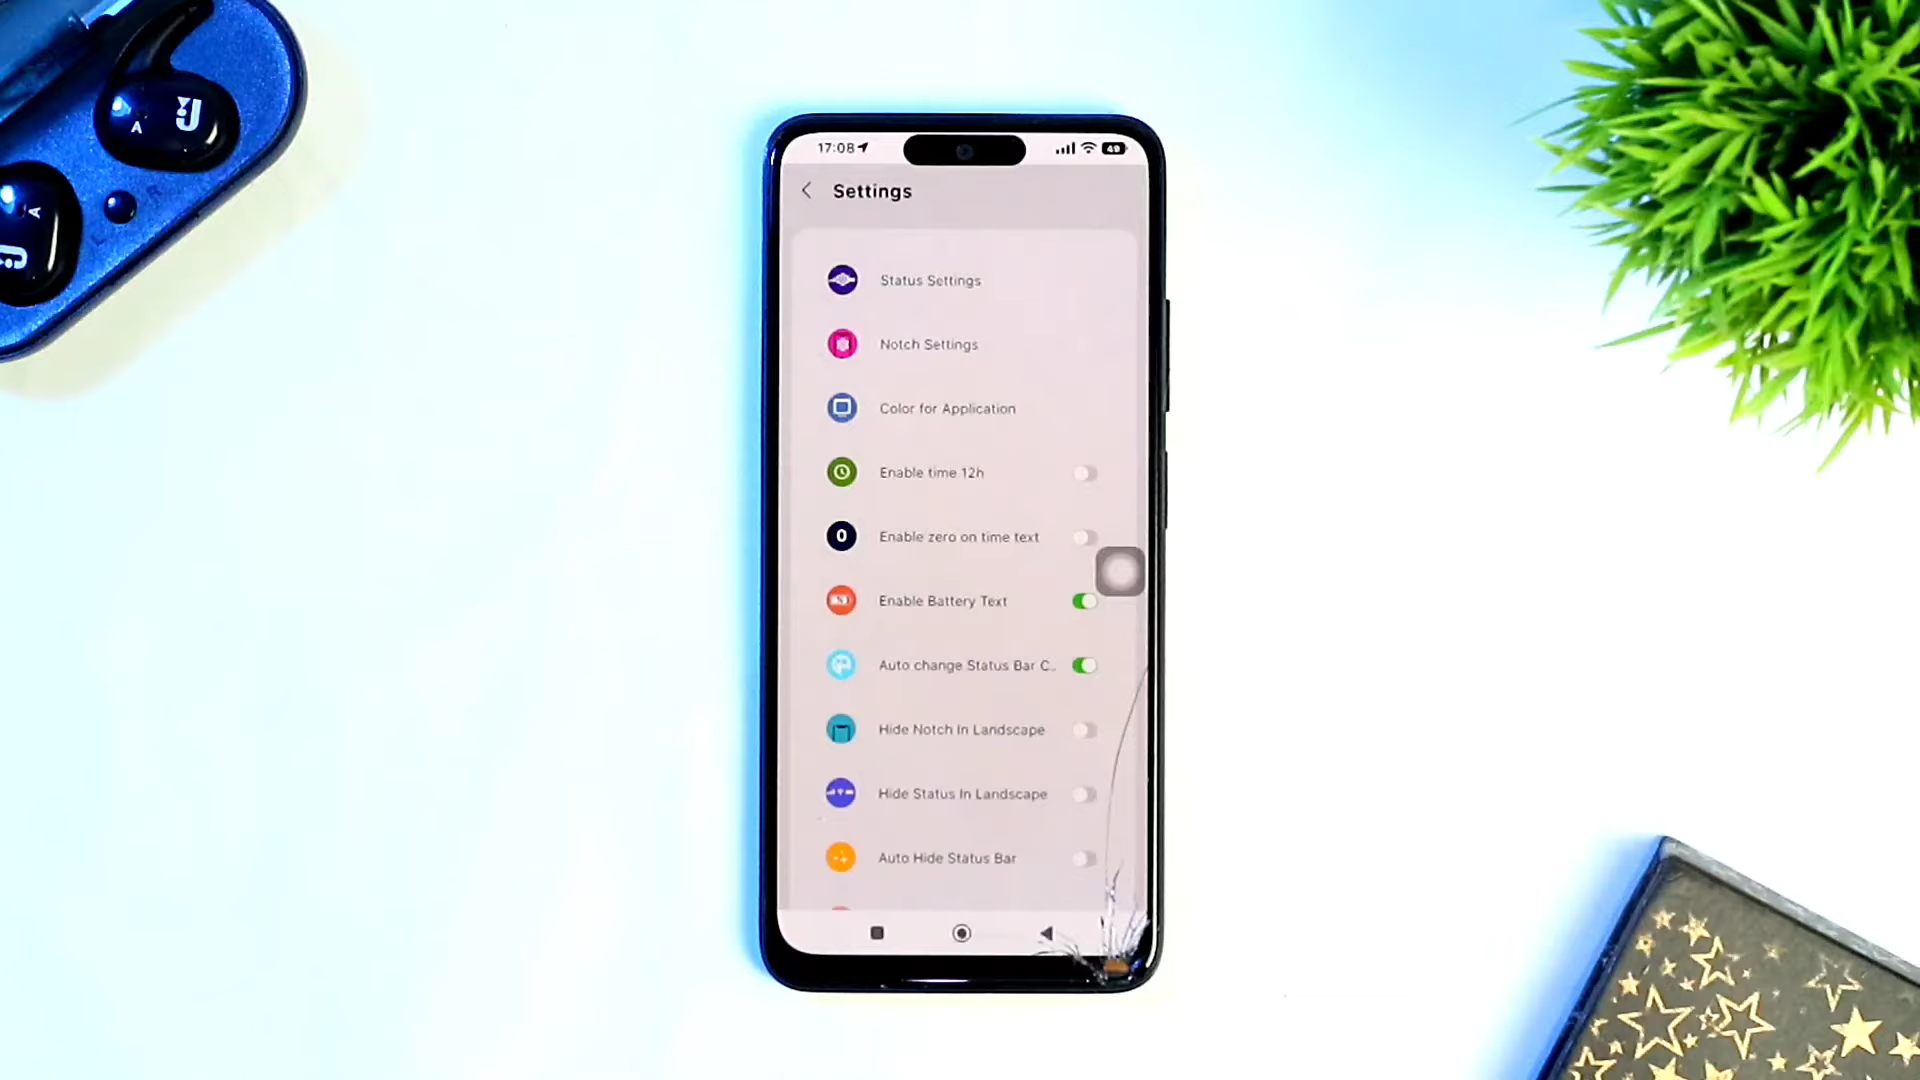 17:08
49
Settings
Status Settings
Notch Settings
Color for Application
Enable time 12h
0
Enable zero on time text
Enable Battery Text
Auto change Status Bar C..
Hide Notch In Landscape
Hide Status In Landscape
Auto Hide Status Bar
A
A
R
L